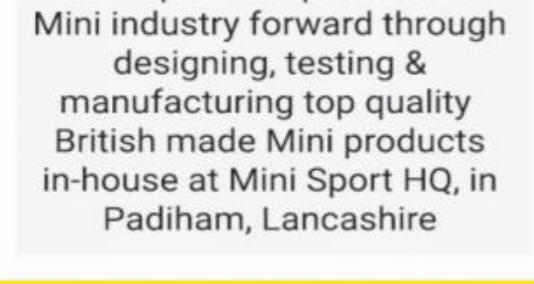 Mini industry forward through
designing, testing &
manufacturing top quality
British made Mini products
in-house at Mini Sport HQ, in
Padiham, Lancashire